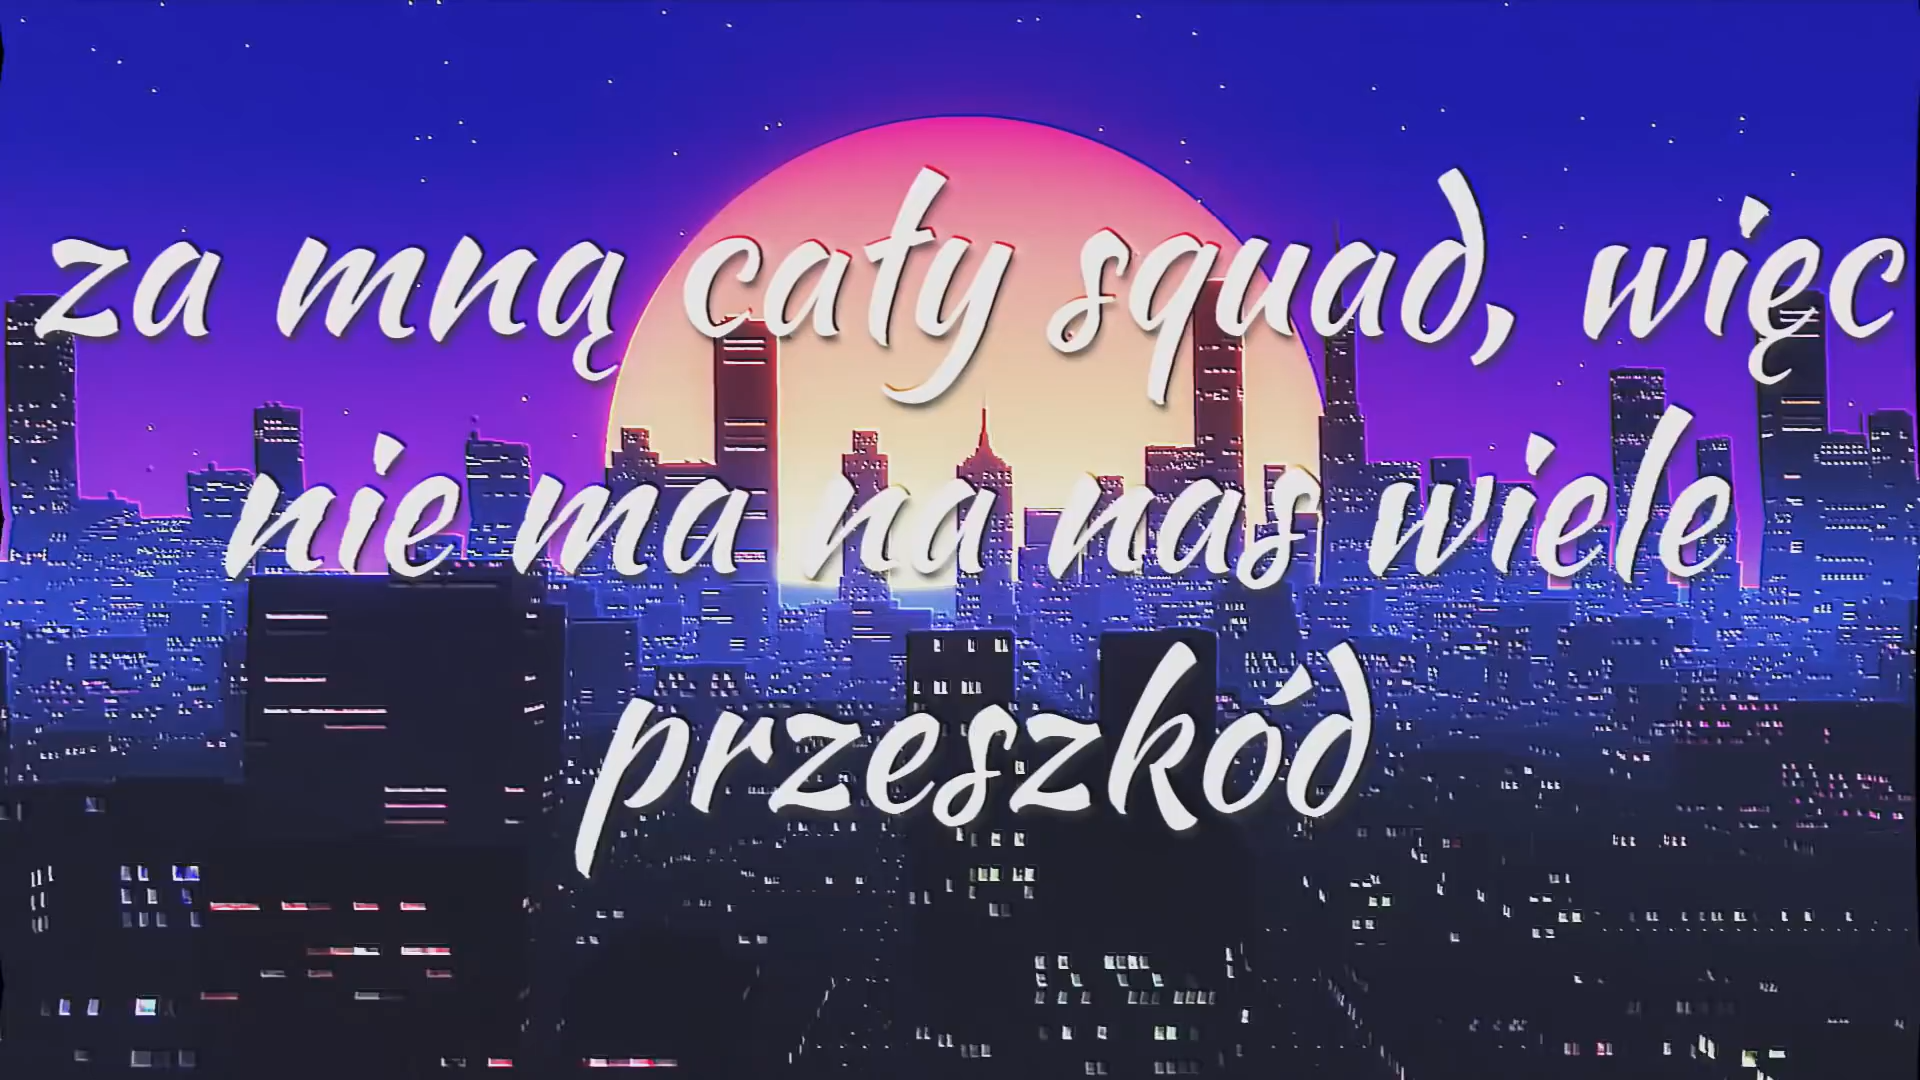 za mną cały squad, więc
nie ma na nas wiele
przeszkód